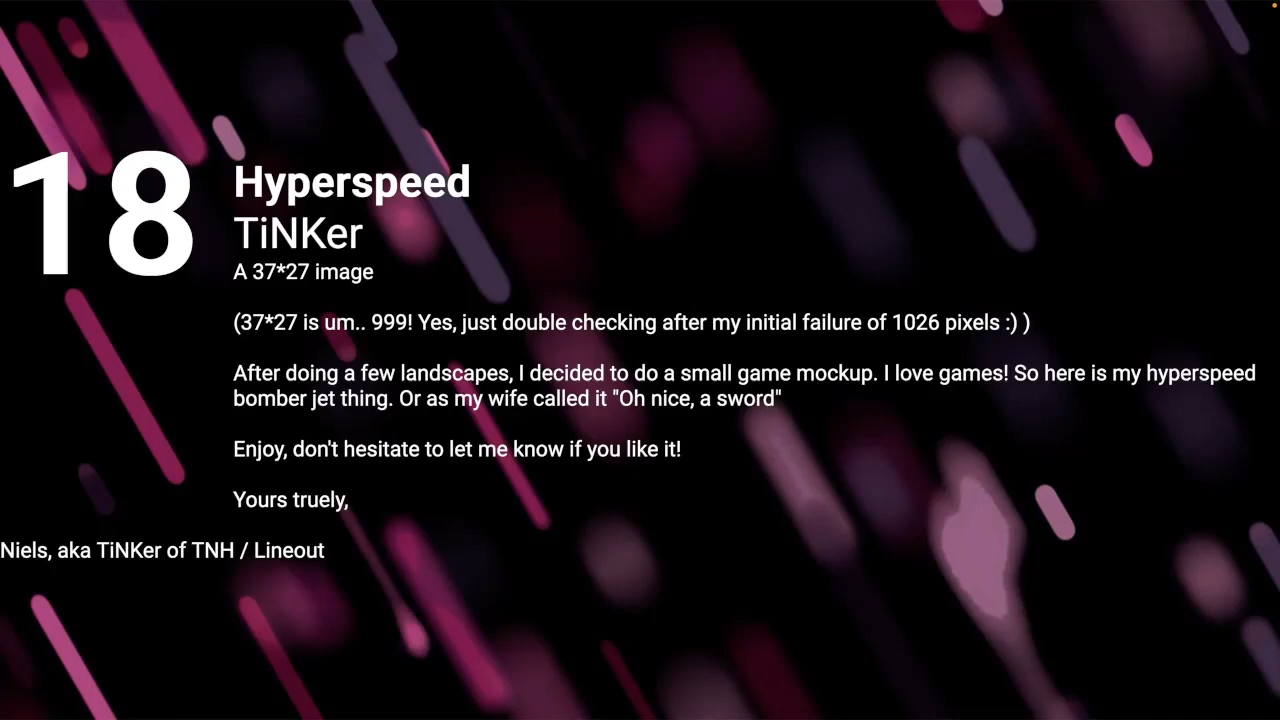 18
Hyperspeed
TiNKer
A 37*27 image
(37*27 is um.. 999! Yes, just double checking after my initial failure of 1026 pixels :) )
After doing a few landscapes, I decided to do a small game mockup. I love games! So here is my hyperspeed
bomber jet thing. Or as my wife called it "Oh nice, a sword"
Enjoy, don't hesitate to let me know if you like it!
Yours truely,
Niels, aka TiNKer of TNH / Lineout